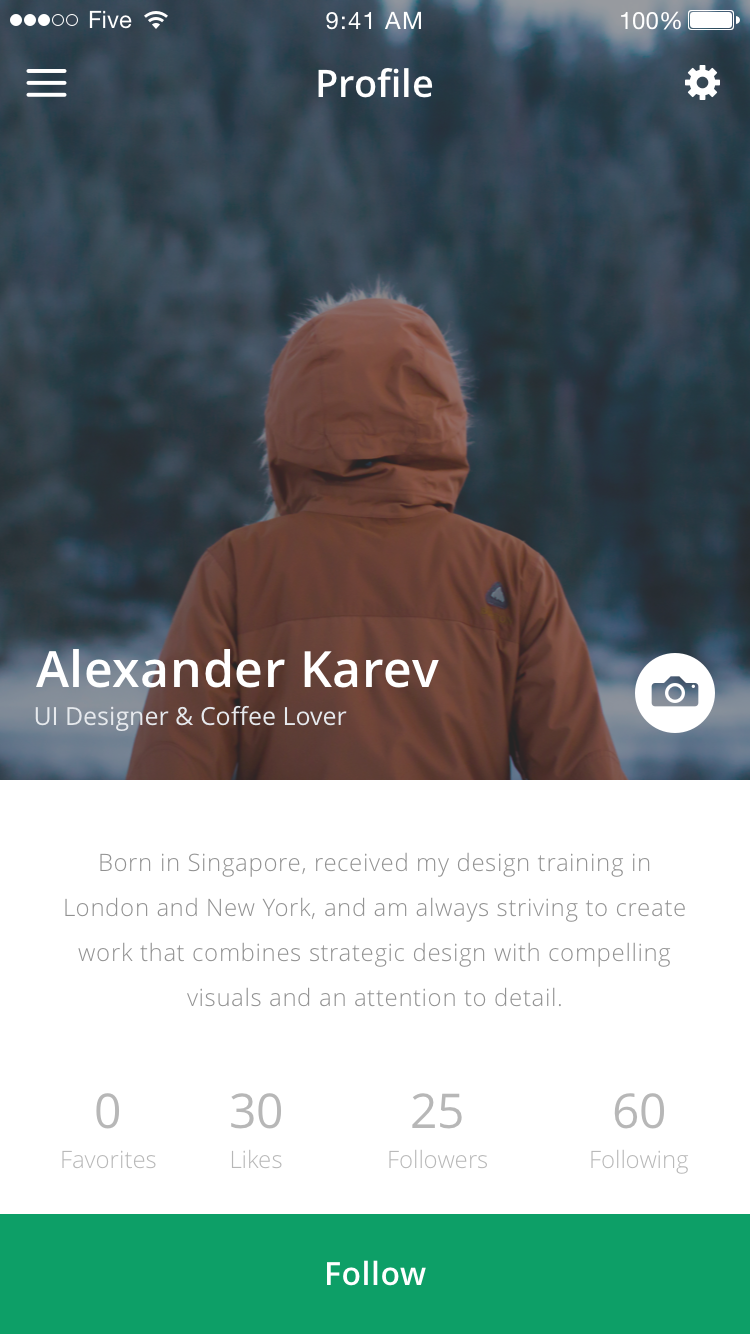 Five 9:41 AM 100%
Profile
Alexander Karev
UI Designer & Coffee Lover
Born in Singapore, received my design training in
London and New York, and am always striving to create
work that combines strategic design with compelling
visuals and an attention to detail.
0 30 25 60
Favorites Likes Followers Following
Follow